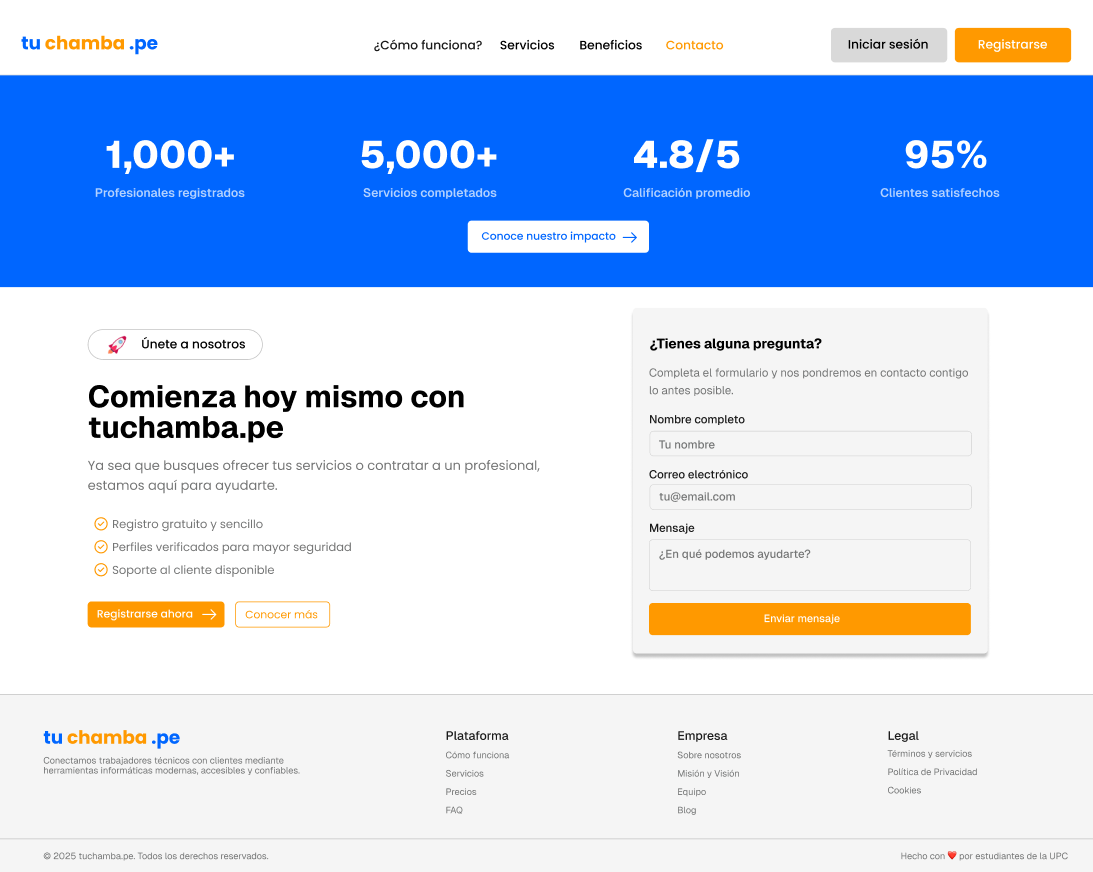 tu chamba .pe
¿Cómo funciona? Servicios Beneficios Contacto
Iniciar sesión Registrarse
1,000+ 5,000+ 4.8/5 95%
Profesionales registrados Servicios completados Calificación promedio Clientes satisfechos
Conoce nuestro impacto →
🚀 Únete a nosotros
Comienza hoy mismo con
tuchamba.pe
Ya sea que busques ofrecer tus servicios o contratar a un profesional,
estamos aquí para ayudarte.
Registro gratuito y sencillo
Perfiles verificados para mayor seguridad
Soporte al cliente disponible
Registrarse ahora → Conocer más
¿Tienes alguna pregunta?
Completa el formulario y nos pondremos en contacto contigo
lo antes posible.
Nombre completo
Tu nombre
Correo electrónico
tu@email.com
Mensaje
¿En qué podemos ayudarte?
Enviar mensaje
tu chamba .pe
Conectamos trabajadores técnicos con clientes mediante
herramientas informáticas modernas, accesibles y confiables.
Plataforma
Cómo funciona
Servicios
Precios
FAQ
Empresa
Sobre nosotros
Misión y Visión
Equipo
Blog
Legal
Términos y servicios
Política de Privacidad
Cookies
© 2025 tuchamba.pe. Todos los derechos reservados.
Hecho con ❤️ por estudiantes de la UPC